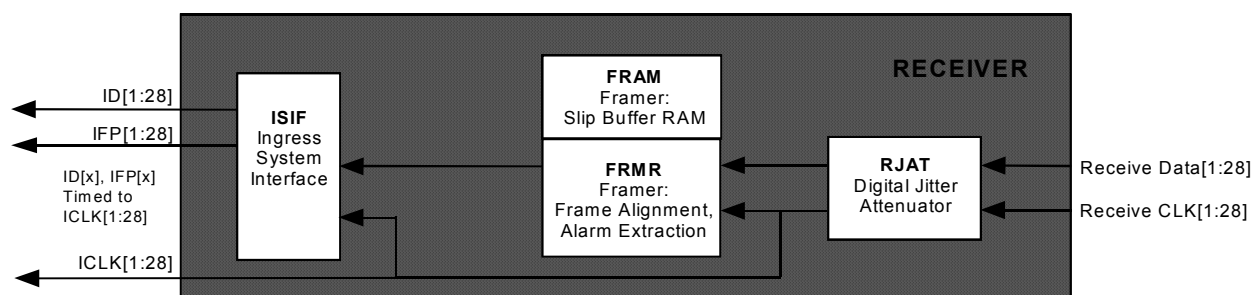 RECEIVER
ID[1:28]
IFP[1:28]
ID[x], IFP[x]
Timed to
ICLK[1:28]
ICLK[1:28]
ISIF
Ingress
System
Interface
FRAM
Framer:
Slip Buffer RAM
FRMR
Framer:
Frame Alignment,
Alarm Extraction
RJAT
Digital Jitter
Attenuator
Receive Data[1:28]
Receive CLK[1:28]